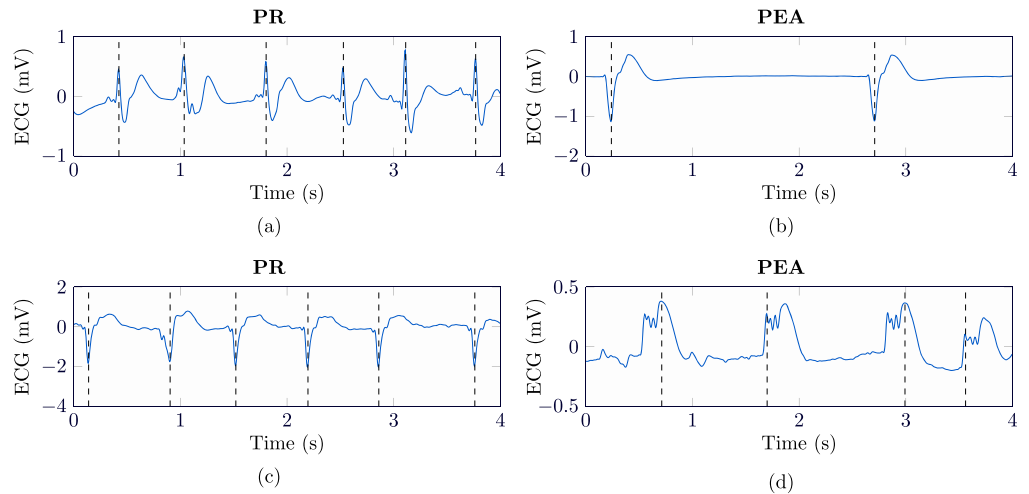 PR
ECG (mV)
1
0
−1
0 1 2 3 4
Time (s)
(a)
PEA
ECG (mV)
1
0
−1
−2
0 1 2 3 4
Time (s)
(b)
PR
ECG (mV)
2
0
−2
−4
0 1 2 3 4
Time (s)
(c)
PEA
ECG (mV)
0.5
0
−0.5
0 1 2 3 4
Time (s)
(d)